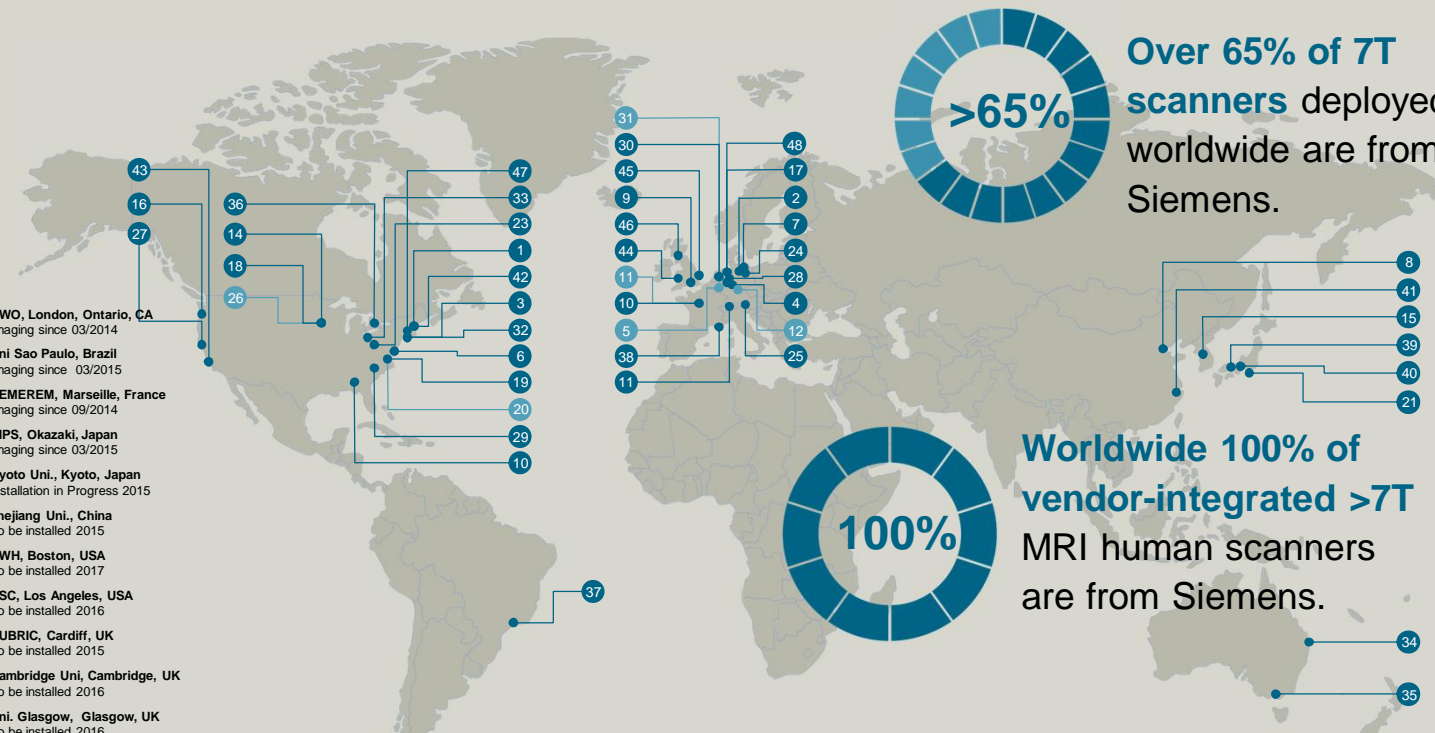 >65%
Over 65% of 7T
scanners deployed
worldwide are from
Siemens.
43
16
27
36
14
18
26
47
33
23
1
42
3
32
6
19
20
29
10
31
30
45
9
46
44
11
10
5
38
11
48
17
2
7
24
28
4
12
25
8
41
15
39
40
21
WO, London, Ontario, CA
maging since 03/2014
ni Sao Paulo, Brazil
maging since 03/2015
EMEREM, Marseille, France
maging since 09/2014
IPS, Okazaki, Japan
maging since 03/2015
yoto Uni., Kyoto, Japan
stallation in Progress 2015
hejiang Uni., China
o be installed 2015
WH, Boston, USA
o be installed 2017
SC, Los Angeles, USA
o be installed 2016
UBRIC, Cardiff, UK
o be installed 2015
ambridge Uni, Cambridge, UK
o be installed 2016
ni. Glasgow, Glasgow, UK
o be installed 2016
100%
Worldwide 100% of
vendor-integrated >7T
MRI human scanners
are from Siemens.
37
34
35